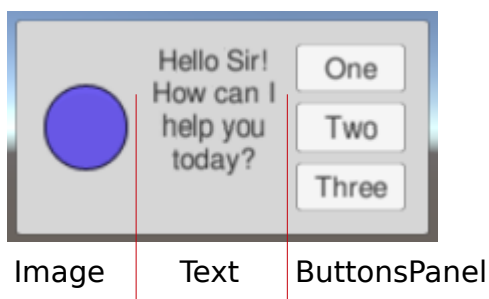 Hello Sir!
How can I
help you
today?
One
Two
Three
Image
Text
ButtonsPanel